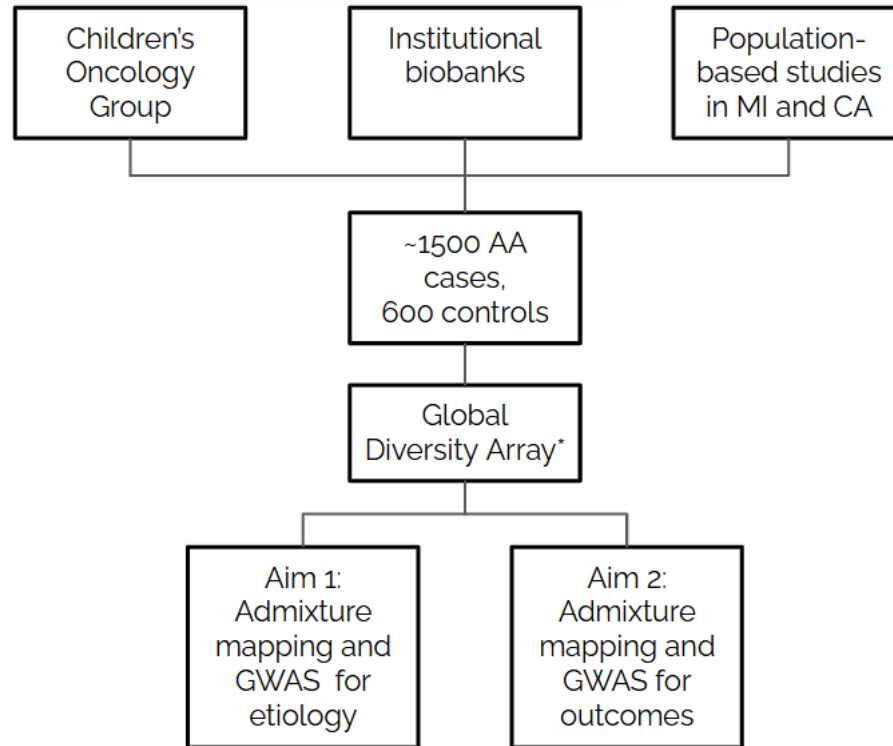 Children's
Oncology
Group
Institutional
biobanks
Population-
based studies
in MI and CA
~1500 AA
cases,
600 controls
Global
Diversity Array*
Aim 1:
Admixture
mapping and
GWAS for
etiology
Aim 2:
Admixture
mapping and
GWAS for
outcomes